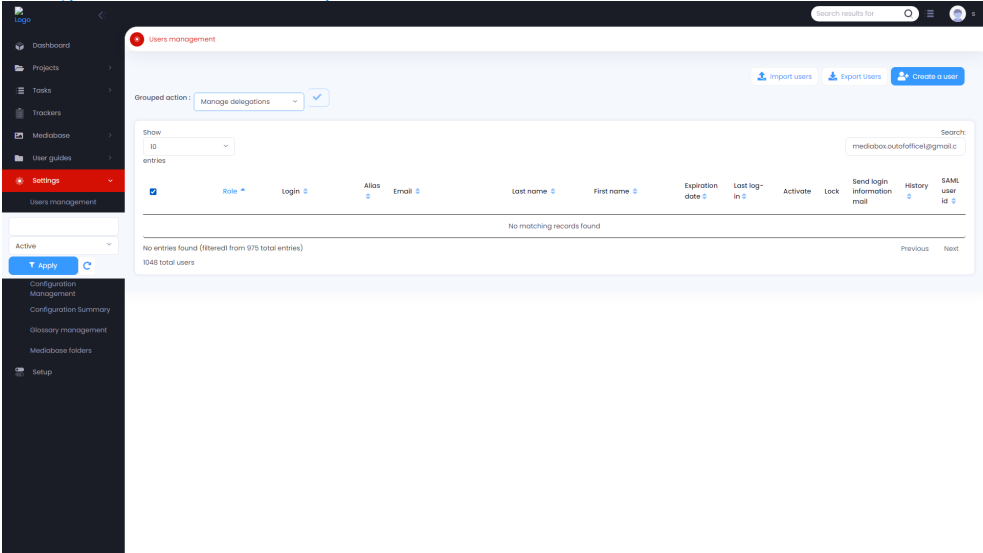 Logo
Search results for
s
Dashboard
Projects
Tasks
Trackers
Mediabase
User guides
Settings
Users management
Active
Apply
Configuration
Management
Configuration Summary
Glossary management
Mediabase folders
Setup
Users management
Import users
Export Users
Create a user
Grouped action :
Manage delegations
Show
10
entries
Search:
mediabox.outofoffice1@gmail.c
Role
Login
Alias
Email
Last name
First name
Expiration
date
Last log-
in
Activate
Lock
Send login
information
mail
History
SAML
user
id
No matching records found
No entries found (filtered) from 975 total entries)
1048 total users
Previous
Next